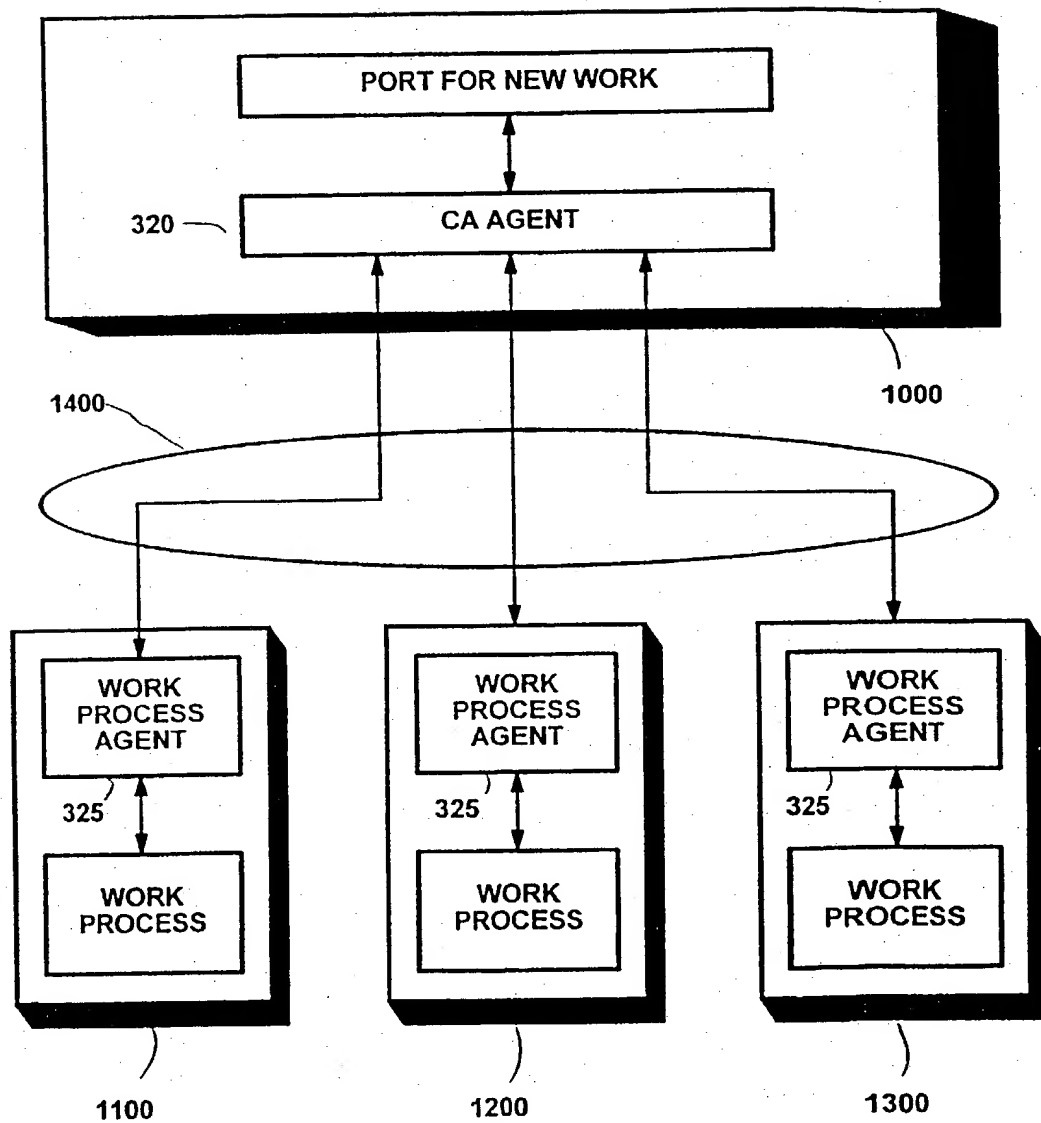 PORT FOR NEW WORK
320
CA AGENT
1000
1400
WORK
PROCESS
AGENT
325
WORK
PROCESS
1100
WORK
PROCESS
AGENT
325
WORK
PROCESS
1200
WORK
PROCESS
AGENT
325
WORK
PROCESS
1300